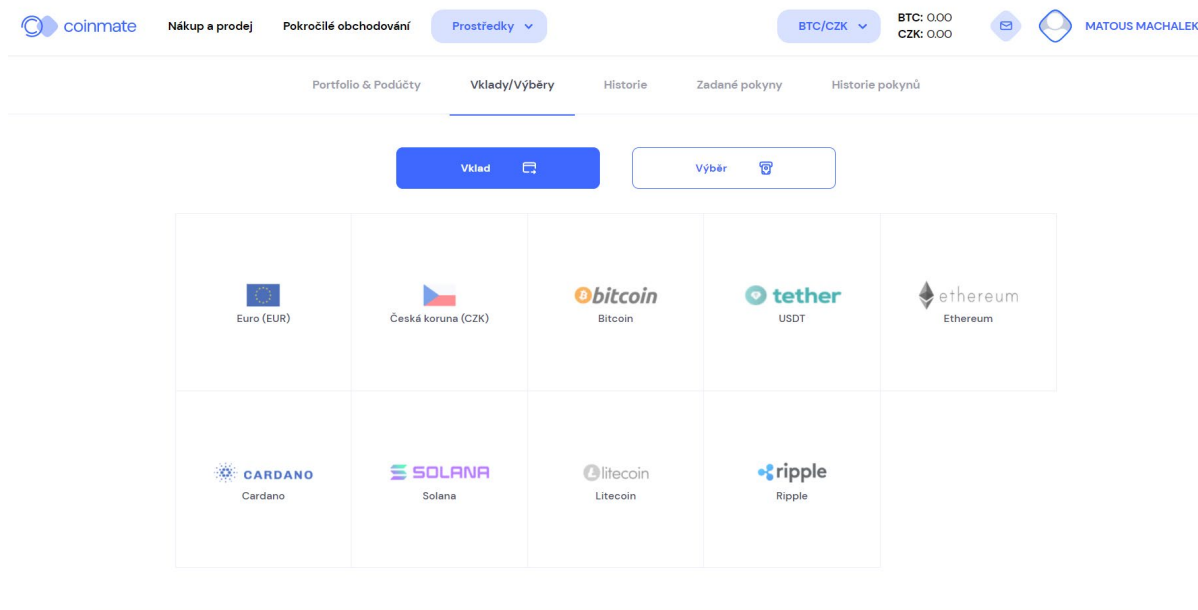 coinmate Nákup a prodej Pokročilé obchodování Prostředky BTC/CZK BTC: 0.00 MATOUS MACHALEK
CZK: 0.00
Portfolio & Podúčty Vklady/Výběry Historie Zadané pokyny Historie pokynů
Vklad Výběr
bitcoin tether ethereum
Euro (EUR) Česká koruna (CZK) Bitcoin USDT Ethereum
CARDANO SOLANA litecoin ripple
Cardano Solana Litecoin Ripple